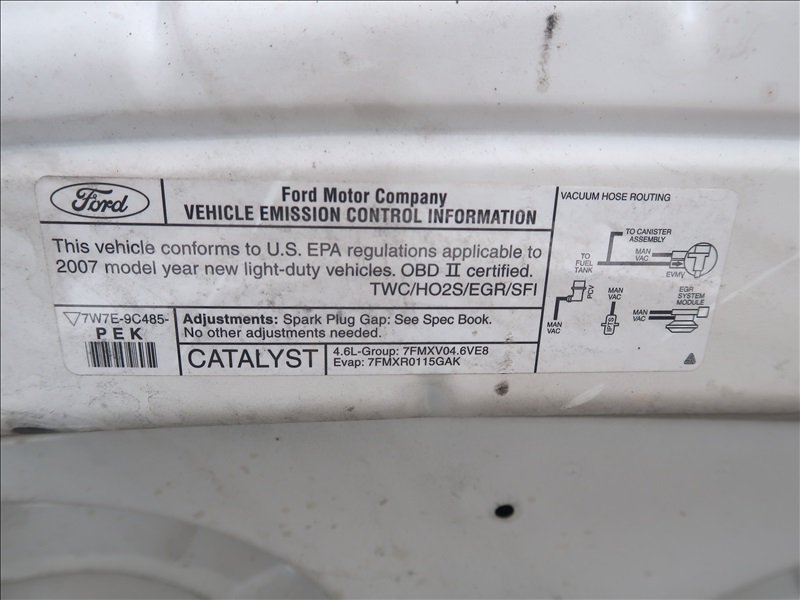 Ford
Ford Motor Company
VEHICLE EMISSION CONTROL INFORMATION
This vehicle conforms to U.S. EPA regulations applicable to
2007 model year new light-duty vehicles. OBD II certified.
TWC/HO2S/EGR/SFI
7W7E-9C485-
PEK
Adjustments: Spark Plug Gap: See Spec Book.
No other adjustments needed.
CATALYST
4.6L-Group: 7FMXV04.6VE8
Evap: 7FMXR0115GAK
VACUUM HOSE ROUTING
TO CANISTER
ASSEMBLY
TO
FUEL
TANK
MAN
VAC
EVMV
PCV
MAN
VAC
MAN
VAC
IPTS
MAN
VAC
EGR
SYSTEM
MODULE